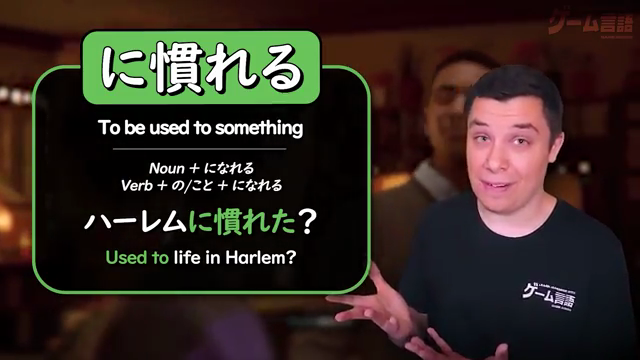 ゲーム言語
に慣れる
To be used to something
Noun + になれる
Verb + の/こと + になれる
ハーレムに慣れた?
Used to life in Harlem?
ゲーム言語